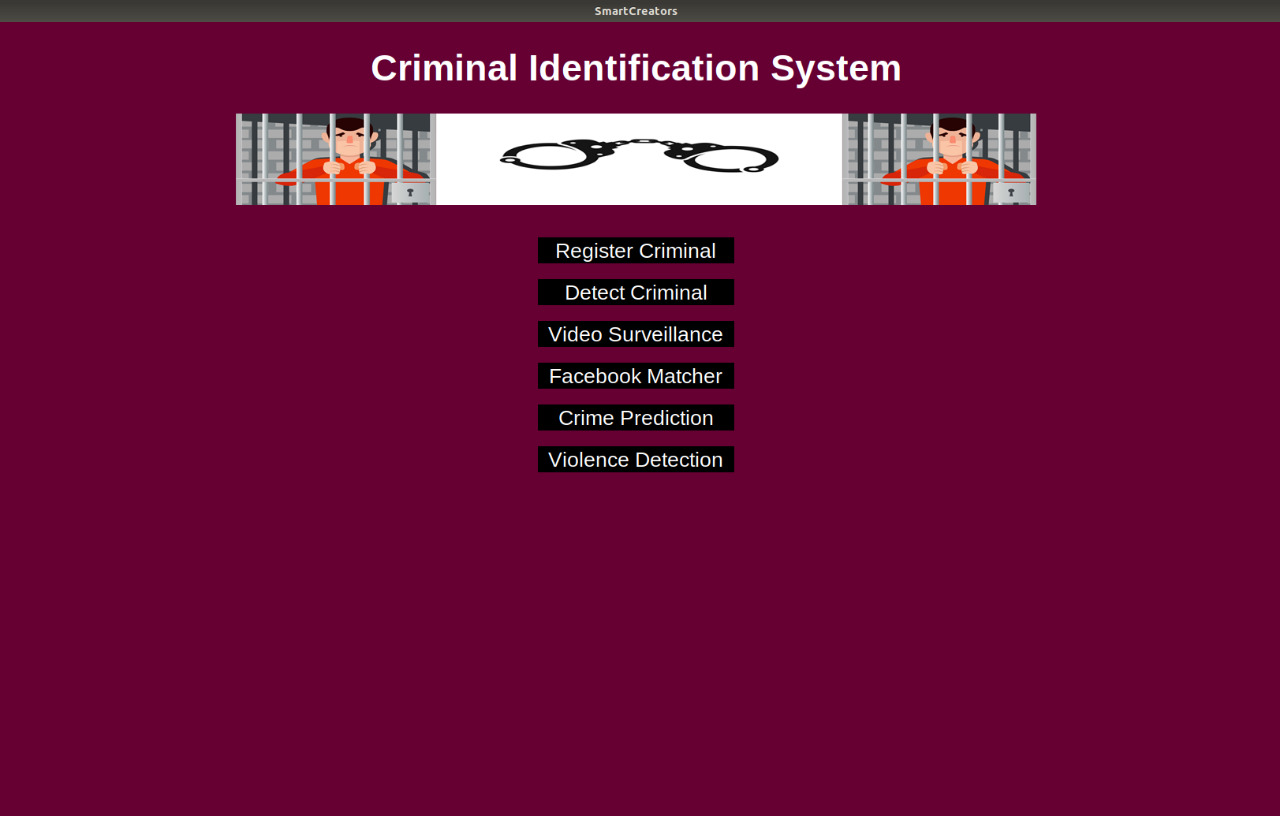 SmartCreators
Criminal Identification System
Register Criminal
Detect Criminal
Video Surveillance
Facebook Matcher
Crime Prediction
Violence Detection